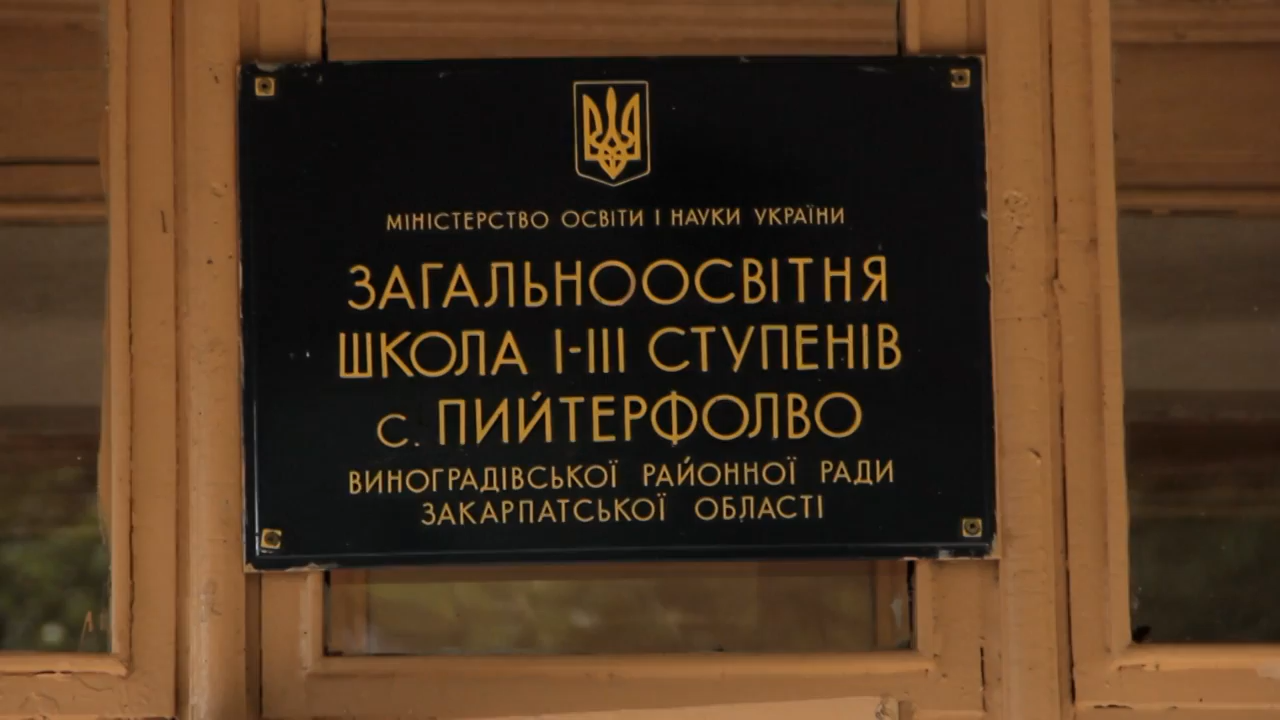 МІНІСТЕРСТВО ОСВІТИ І НАУКИ УКРАЇНИ
ЗАГАЛЬНООСВІТНЯ
ШКОЛА І-ІІІ СТУПЕНІВ
с. ПИЙТЕРФОЛВО
ВИНОГРАДІВСЬКОЇ РАЙОННОЇ РАДИ
ЗАКАРПАТСЬКОЇ ОБЛАСТІ